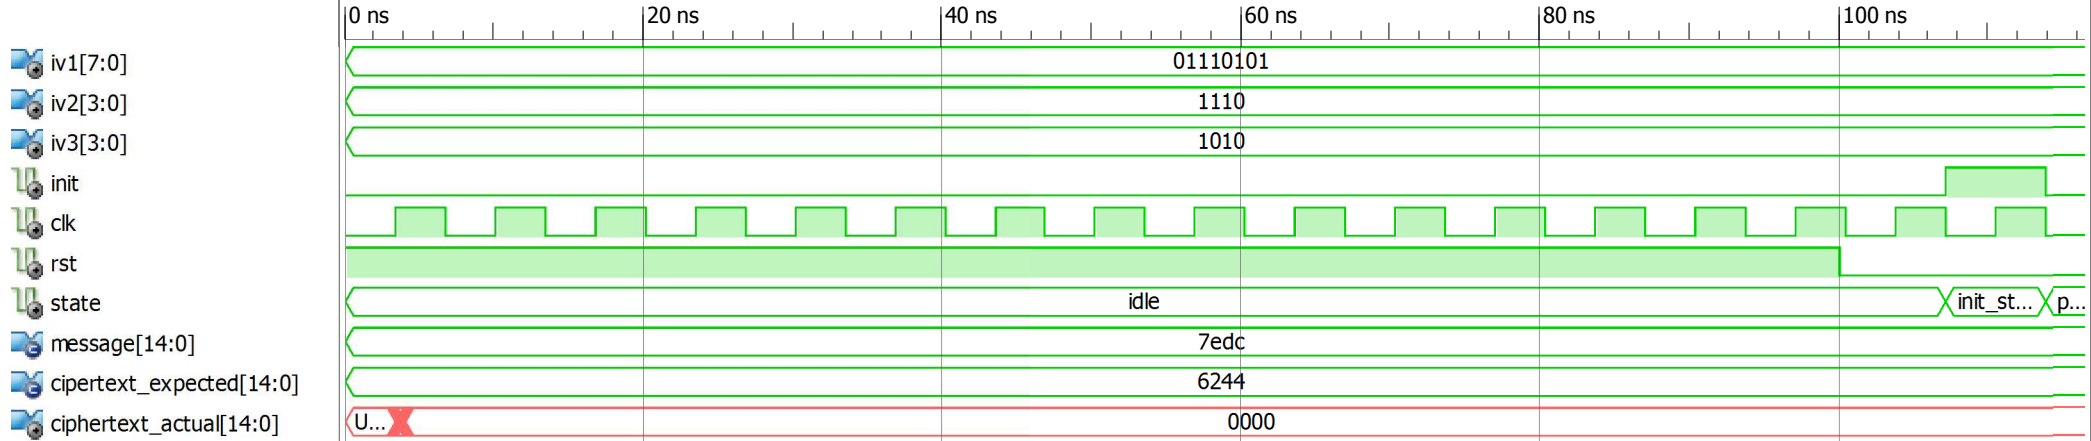 0 ns 20 ns 40 ns 60 ns 80 ns 100 ns
iv1[7:0] 01110101
iv2[3:0] 1110
iv3[3:0] 1010
init
clk
rst
state idle init_st... p...
message[14:0] 7edc
cipertext_expected[14:0] 6244
ciphertext_actual[14:0] U... 0000